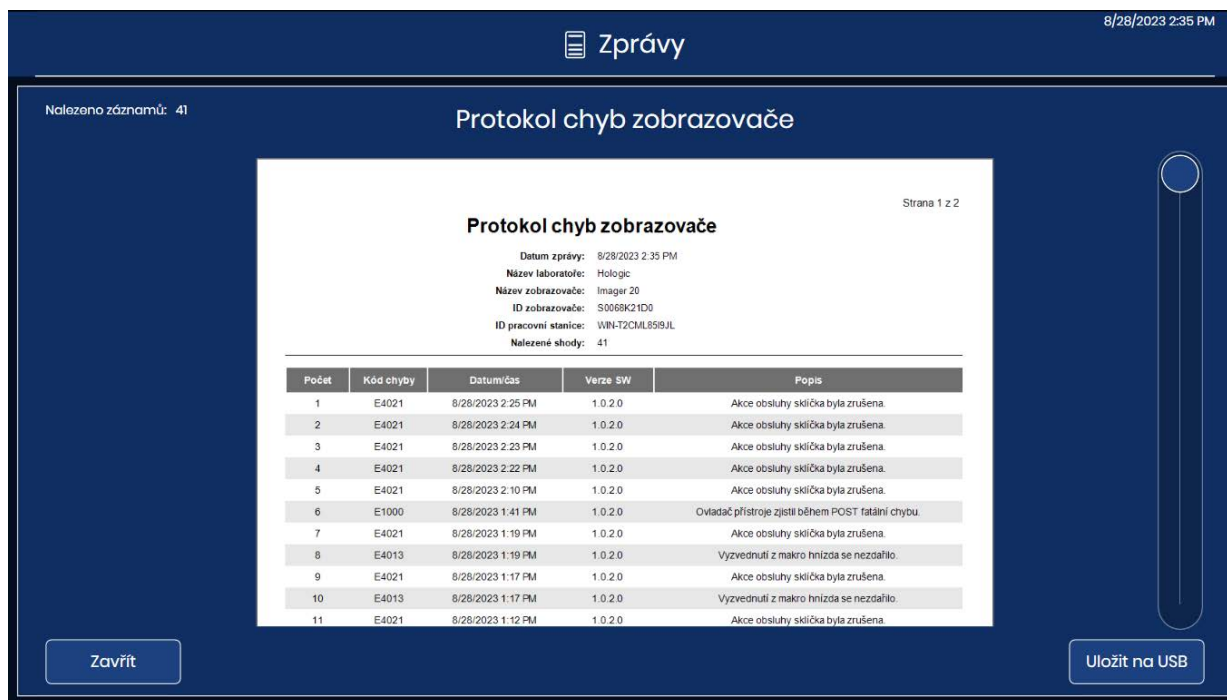 8/28/2023 2:35 PM
Zprávy
Nalezeno záznamů: 41
Protokol chyb zobrazovače
Strana 1 z 2
Protokol chyb zobrazovače
Datum zprávy: 8/28/2023 2:35 PM
Název laboratoře: Hologic
Název zobrazovače: Imager 20
ID zobrazovače: S0068K21D0
ID pracovní stanice: WIN-T2CML85I9JL
Nalezené shody: 41
Počet Kód chyby Datum/čas Verze SW Popis
1 E4021 8/28/2023 2:25 PM 1.0.2.0 Akce obsluhy sklíčka byla zrušena.
2 E4021 8/28/2023 2:24 PM 1.0.2.0 Akce obsluhy sklíčka byla zrušena.
3 E4021 8/28/2023 2:23 PM 1.0.2.0 Akce obsluhy sklíčka byla zrušena.
4 E4021 8/28/2023 2:22 PM 1.0.2.0 Akce obsluhy sklíčka byla zrušena.
5 E4021 8/28/2023 2:10 PM 1.0.2.0 Akce obsluhy sklíčka byla zrušena.
6 E1000 8/28/2023 1:41 PM 1.0.2.0 Ovladač přístroje zjistil během POST fatální chybu.
7 E4021 8/28/2023 1:19 PM 1.0.2.0 Akce obsluhy sklíčka byla zrušena.
8 E4013 8/28/2023 1:19 PM 1.0.2.0 Vyzvednutí z makro hnízda se nezdařilo.
9 E4021 8/28/2023 1:17 PM 1.0.2.0 Akce obsluhy sklíčka byla zrušena.
10 E4013 8/28/2023 1:17 PM 1.0.2.0 Vyzvednutí z makro hnízda se nezdařilo.
11 E4021 8/28/2023 1:12 PM 1.0.2.0 Akce obsluhy sklíčka byla zrušena.
Zavřít
Uložit na USB